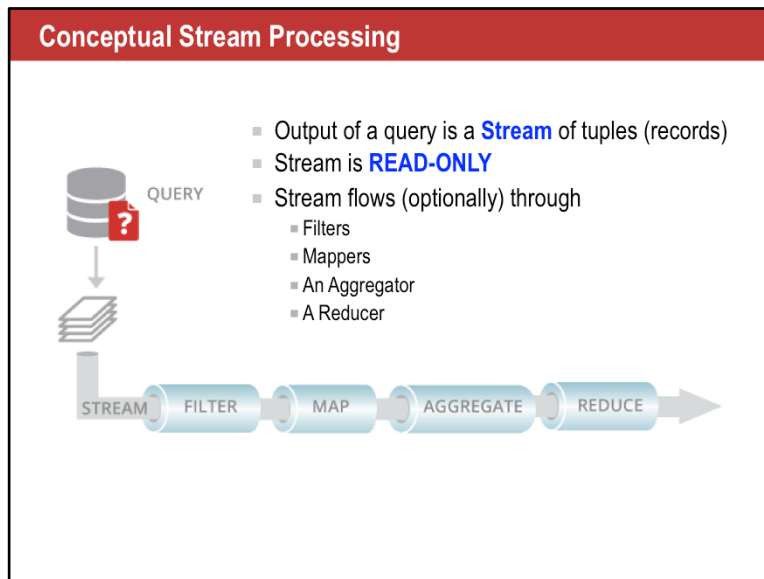 Conceptual Stream Processing
Output of a query is a Stream of tuples (records)
Stream is READ-ONLY
Stream flows (optionally) through
Filters
Mappers
An Aggregator
A Reducer
QUERY
?
STREAM FILTER MAP AGGREGATE REDUCE